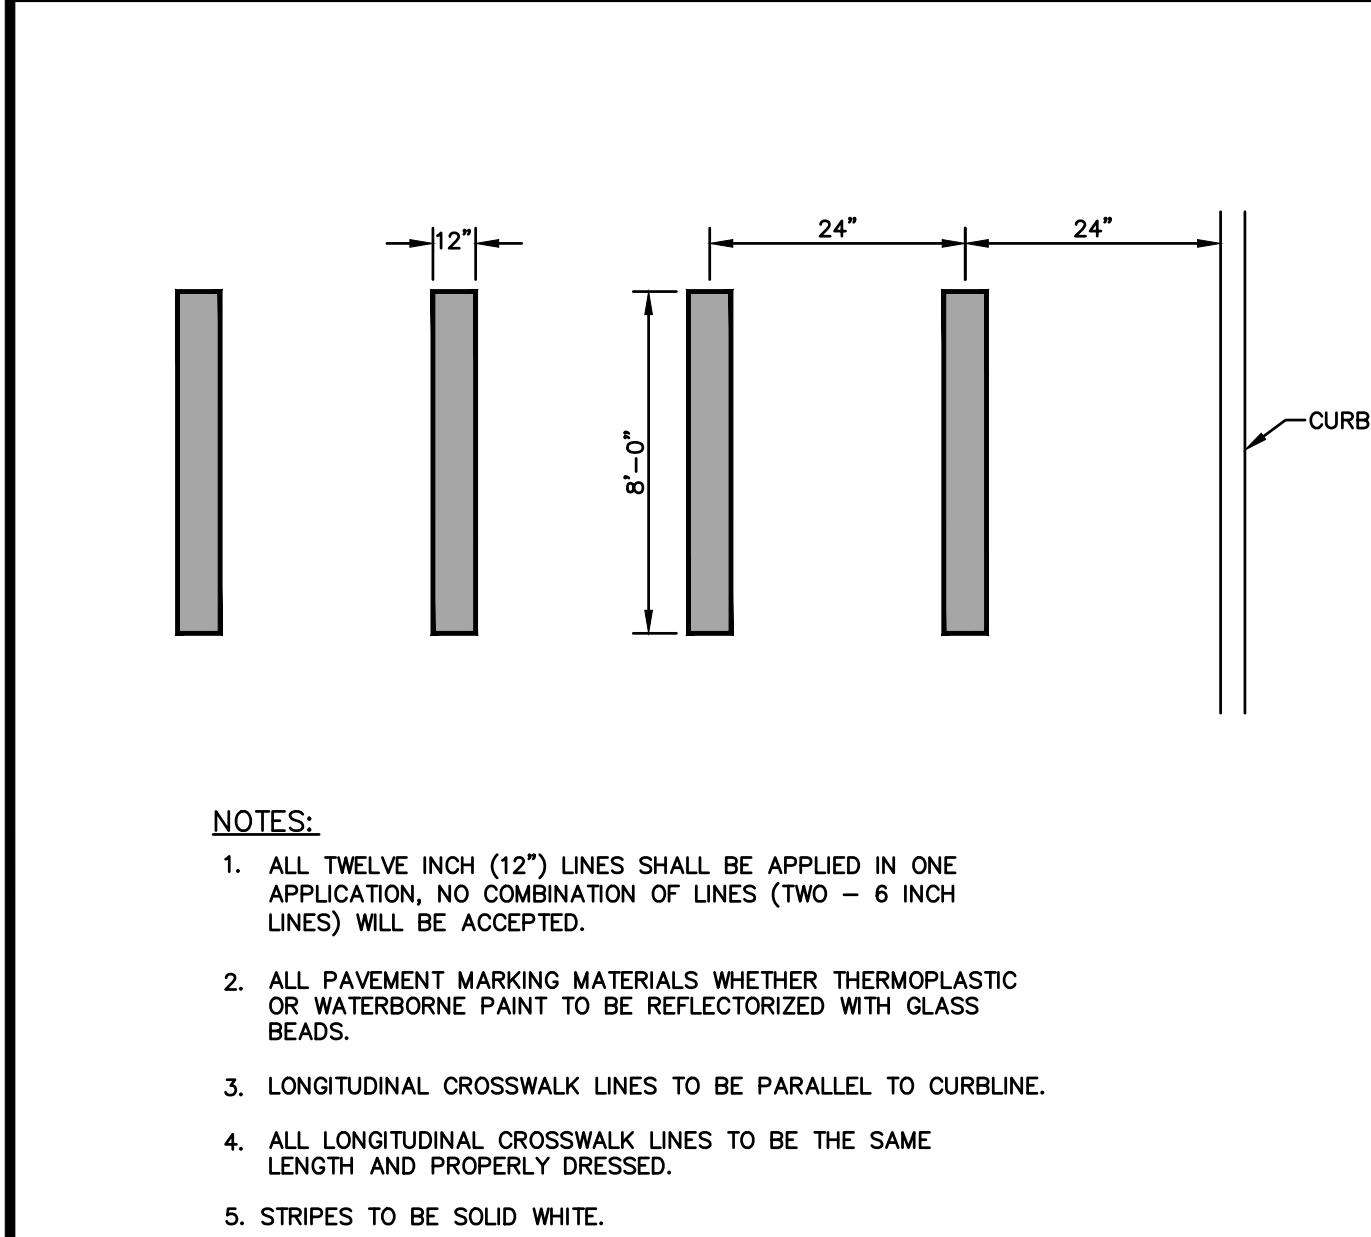 12”
24”
24”
8’-0”
CURB
NOTES:
1. ALL TWELVE INCH (12”) LINES SHALL BE APPLIED IN ONE
APPLICATION, NO COMBINATION OF LINES (TWO – 6 INCH
LINES) WILL BE ACCEPTED.
2. ALL PAVEMENT MARKING MATERIALS WHETHER THERMOPLASTIC
OR WATERBORNE PAINT TO BE REFLECTORIZED WITH GLASS
BEADS.
3. LONGITUDINAL CROSSWALK LINES TO BE PARALLEL TO CURBLINE.
4. ALL LONGITUDINAL CROSSWALK LINES TO BE THE SAME
LENGTH AND PROPERLY DRESSED.
5. STRIPES TO BE SOLID WHITE.